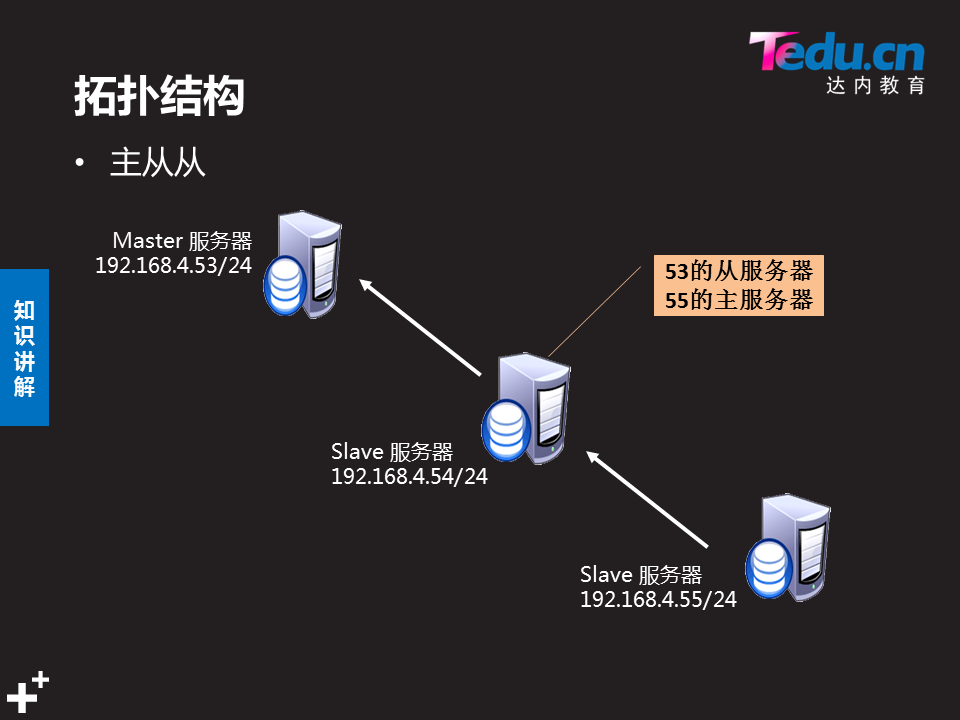 Tedu.cn
达内教育
拓扑结构
• 主从从
Master 服务器
192.168.4.53/24
53的从服务器
55的主服务器
知识讲解
Slave 服务器
192.168.4.54/24
Slave 服务器
192.168.4.55/24